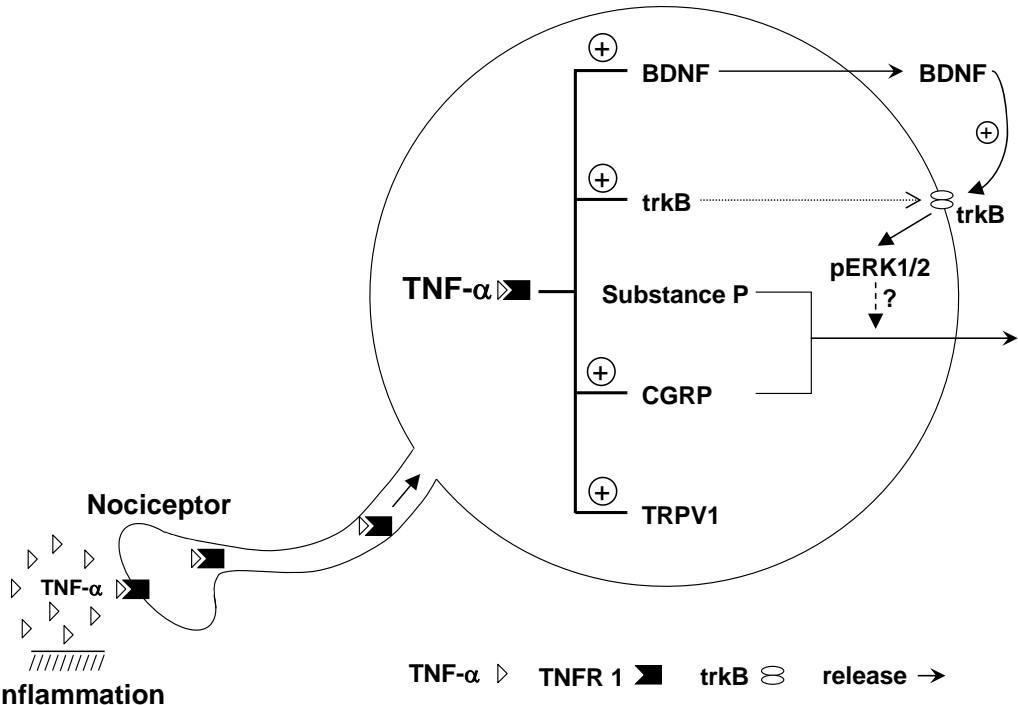 +
BDNF
BDNF
+
+
trkB
trkB
pERK1/2
?
TNF-α
Substance P
+
CGRP
+
TRPV1
Nociceptor
TNF-α
nflammation
TNF-α
TNFR 1
trkB
release